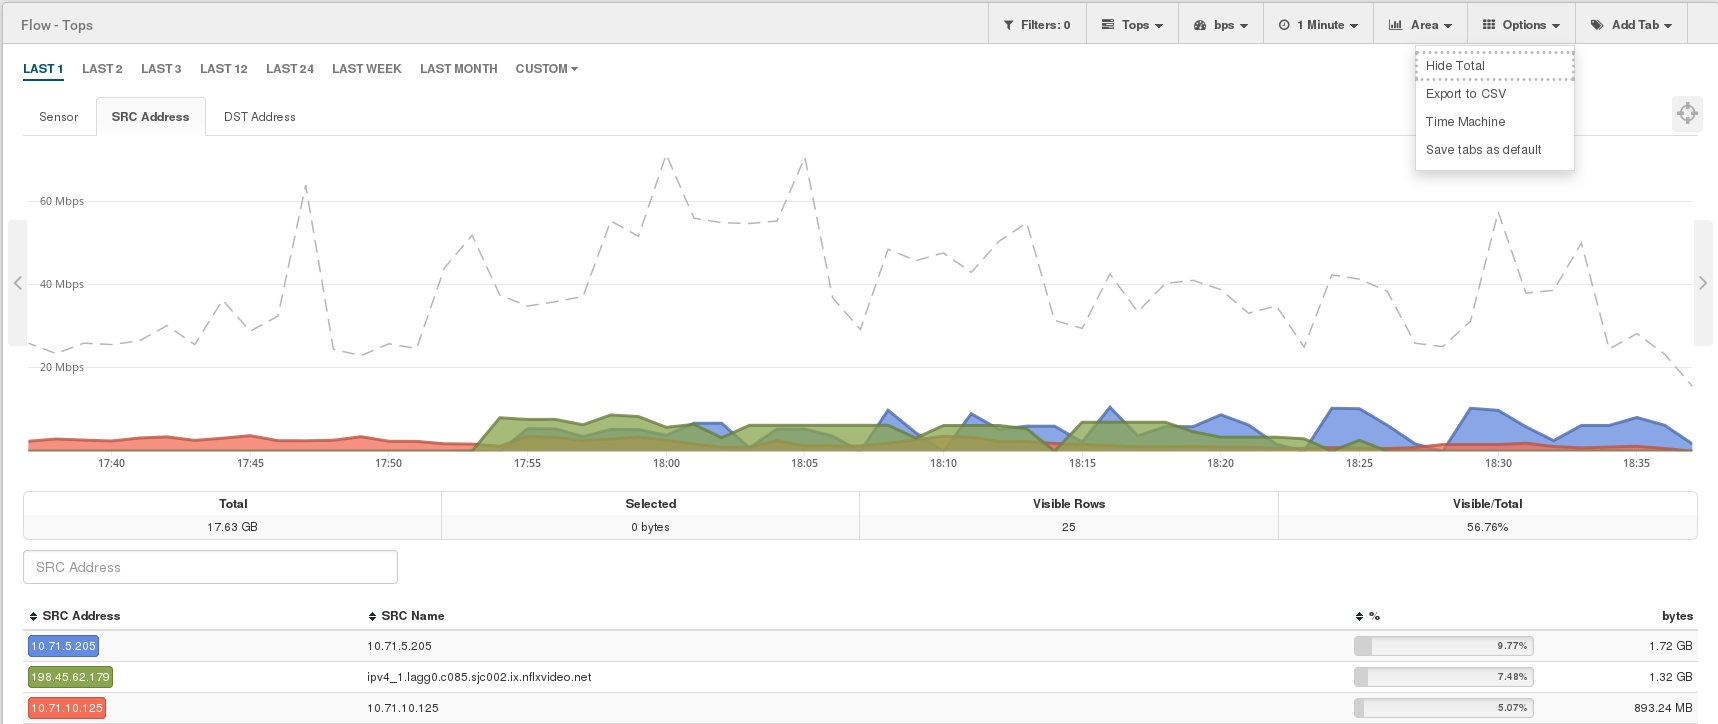 Flow - Tops
Filters: 0
Tops
bps
1 Minute
Area
Options
Add Tab
LAST 1
LAST 2
LAST 3
LAST 12
LAST 24
LAST WEEK
LAST MONTH
CUSTOM
Hide Total
Export to CSV
Time Machine
Save tabs as default
Sensor
SRC Address
DST Address
60 Mbps
40 Mbps
20 Mbps
17:40
17:45
17:50
17:55
18:00
18:05
18:10
18:15
18:20
18:25
18:30
18:35
Total
Selected
Visible Rows
Visible/Total
17.63 GB
0 bytes
25
56.76%
SRC Address
SRC Address
SRC Name
%
bytes
10.71.5.205
10.71.5.205
9.77%
1.72 GB
198.45.62.179
ipv4_1.lagg0.c085.sjc002.ix.nflxvideo.net
7.48%
1.32 GB
10.71.10.125
10.71.10.125
5.07%
893.24 MB